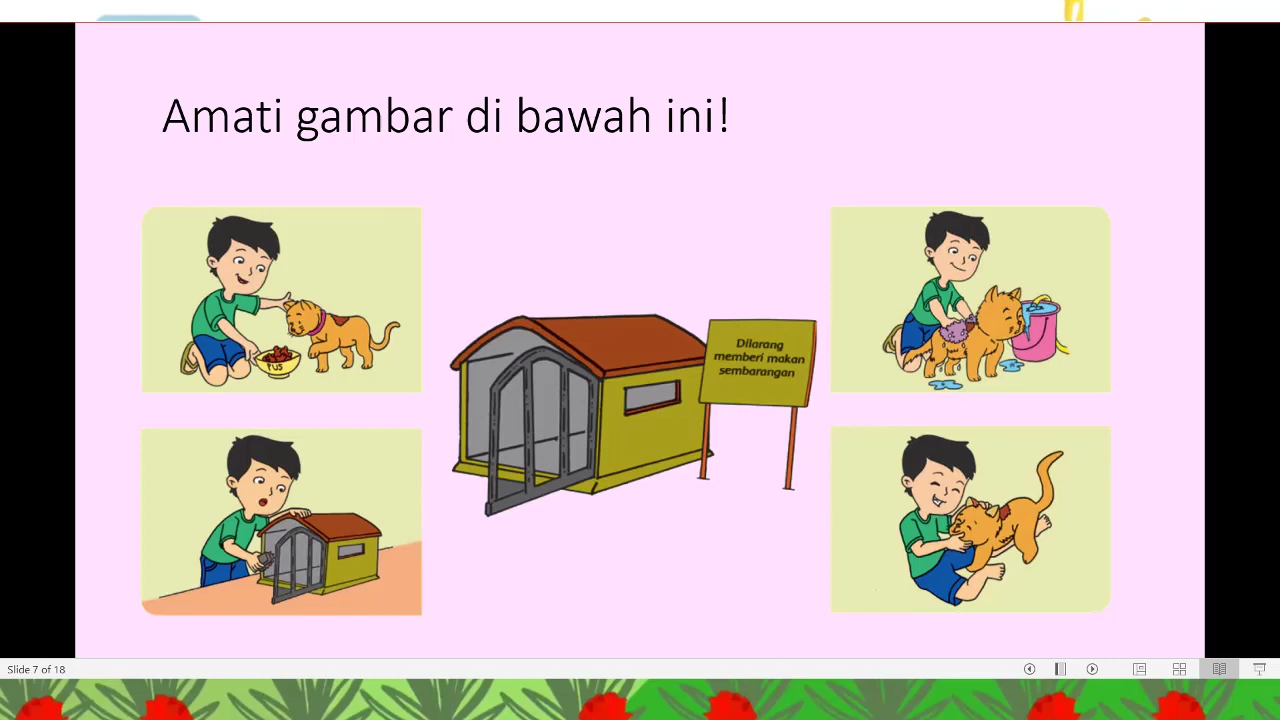 Amati gambar di bawah ini!
PUS
Dilarang
memberi makan
sembarangan
Slide 7 of 18